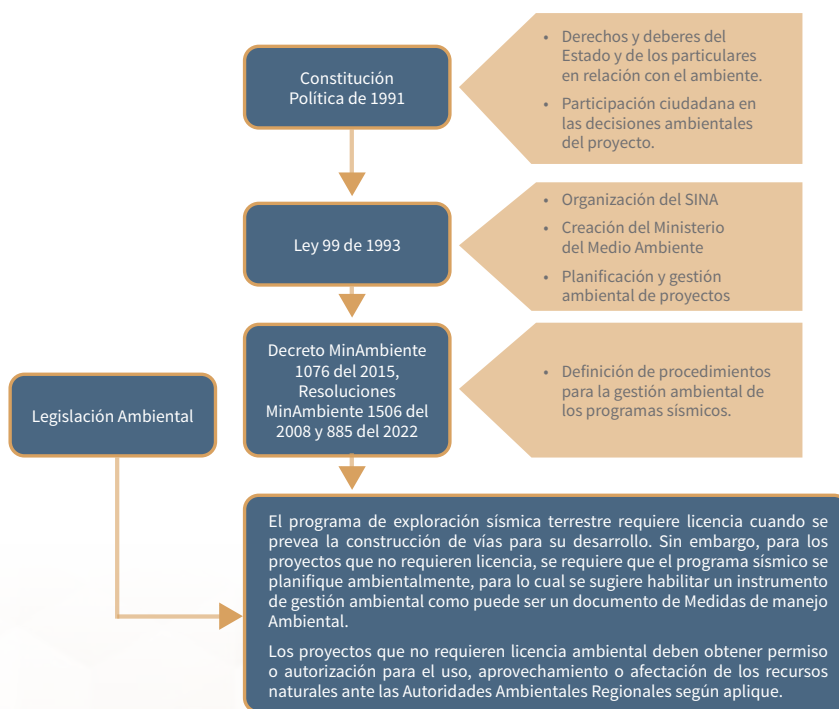 Constitución
Política de 1991
• Derechos y deberes del
Estado y de los particulares
en relación con el ambiente.
• Participación ciudadana en
las decisiones ambientales
del proyecto.
Ley 99 de 1993
• Organización del SINA
• Creación del Ministerio
del Medio Ambiente
• Planificación y gestión
ambiental de proyectos
Decreto MinAmbiente
1076 del 2015,
Resoluciones
MinAmbiente 1506 del
2008 y 885 del 2022
• Definición de procedimientos
para la gestión ambiental de
los programas sísmicos.
Legislación Ambiental
El programa de exploración sísmica terrestre requiere licencia cuando se
prevea la construcción de vías para su desarrollo. Sin embargo, para los
proyectos que no requieren licencia, se requiere que el programa sísmico se
planifique ambientalmente, para lo cual se sugiere habilitar un instrumento
de gestión ambiental como puede ser un documento de Medidas de manejo
Ambiental.
Los proyectos que no requieren licencia ambiental deben obtener permiso
o autorización para el uso, aprovechamiento o afectación de los recursos
naturales ante las Autoridades Ambientales Regionales según aplique.